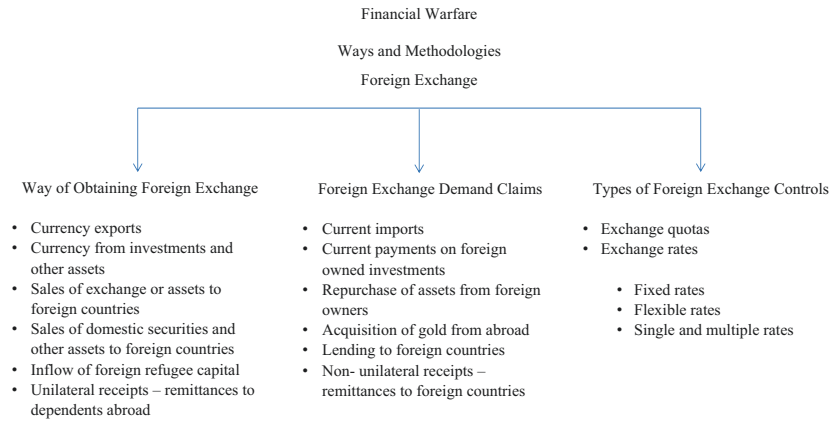 Financial Warfare
Ways and Methodologies
Foreign Exchange
Way of Obtaining Foreign Exchange
• Currency exports
• Currency from investments and
other assets
• Sales of exchange or assets to
foreign countries
• Sales of domestic securities and
other assets to foreign countries
• Inflow of foreign refugee capital
• Unilateral receipts – remittances to
dependents abroad
Foreign Exchange Demand Claims
• Current imports
• Current payments on foreign
owned investments
• Repurchase of assets from foreign
owners
• Acquisition of gold from abroad
• Lending to foreign countries
• Non- unilateral receipts –
remittances to foreign countries
Types of Foreign Exchange Controls
• Exchange quotas
• Exchange rates
• Fixed rates
• Flexible rates
• Single and multiple rates